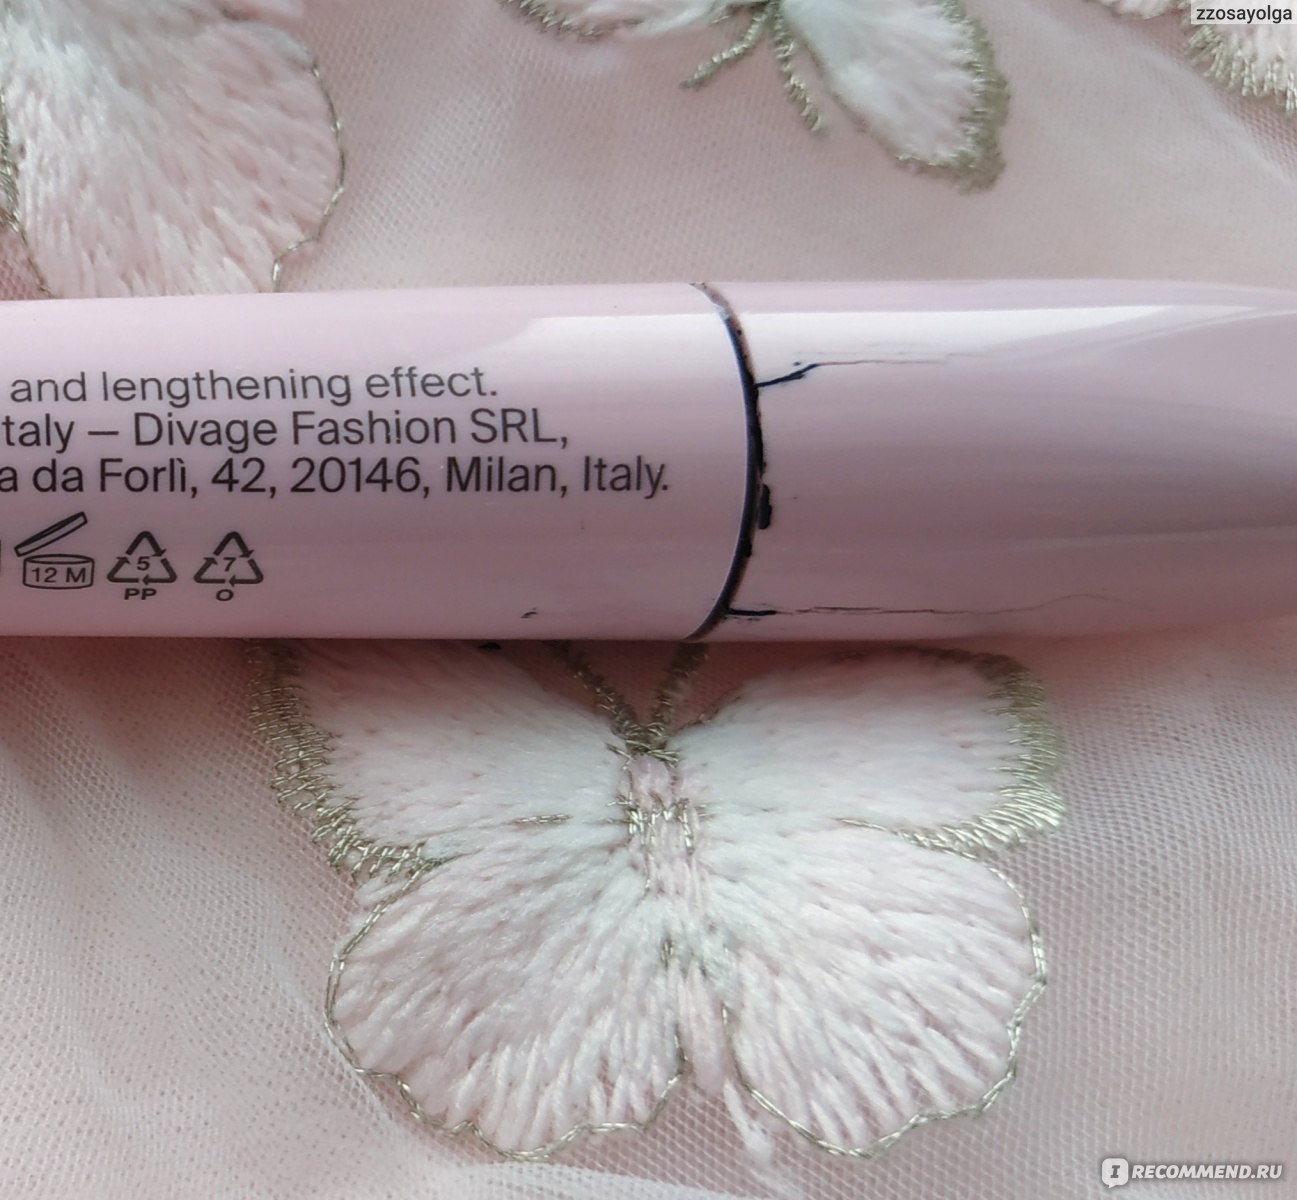 zzosayolga
and lengthening effect.
taly – Divage Fashion SRL,
a da Forlì, 42, 20146, Milan, Italy.
12 M
5
PP
7
O
I RECOMMEND.RU